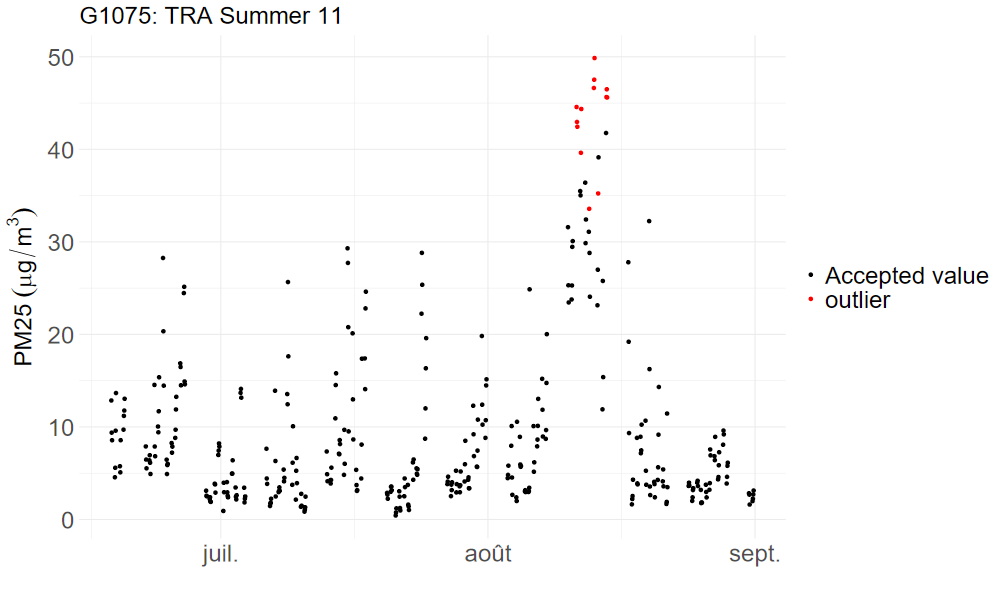 G1075: TRA Summer 11
50
40
30
20
10
0
PM25 (μg/m³)
juil.
août
sept.
Accepted value
outlier